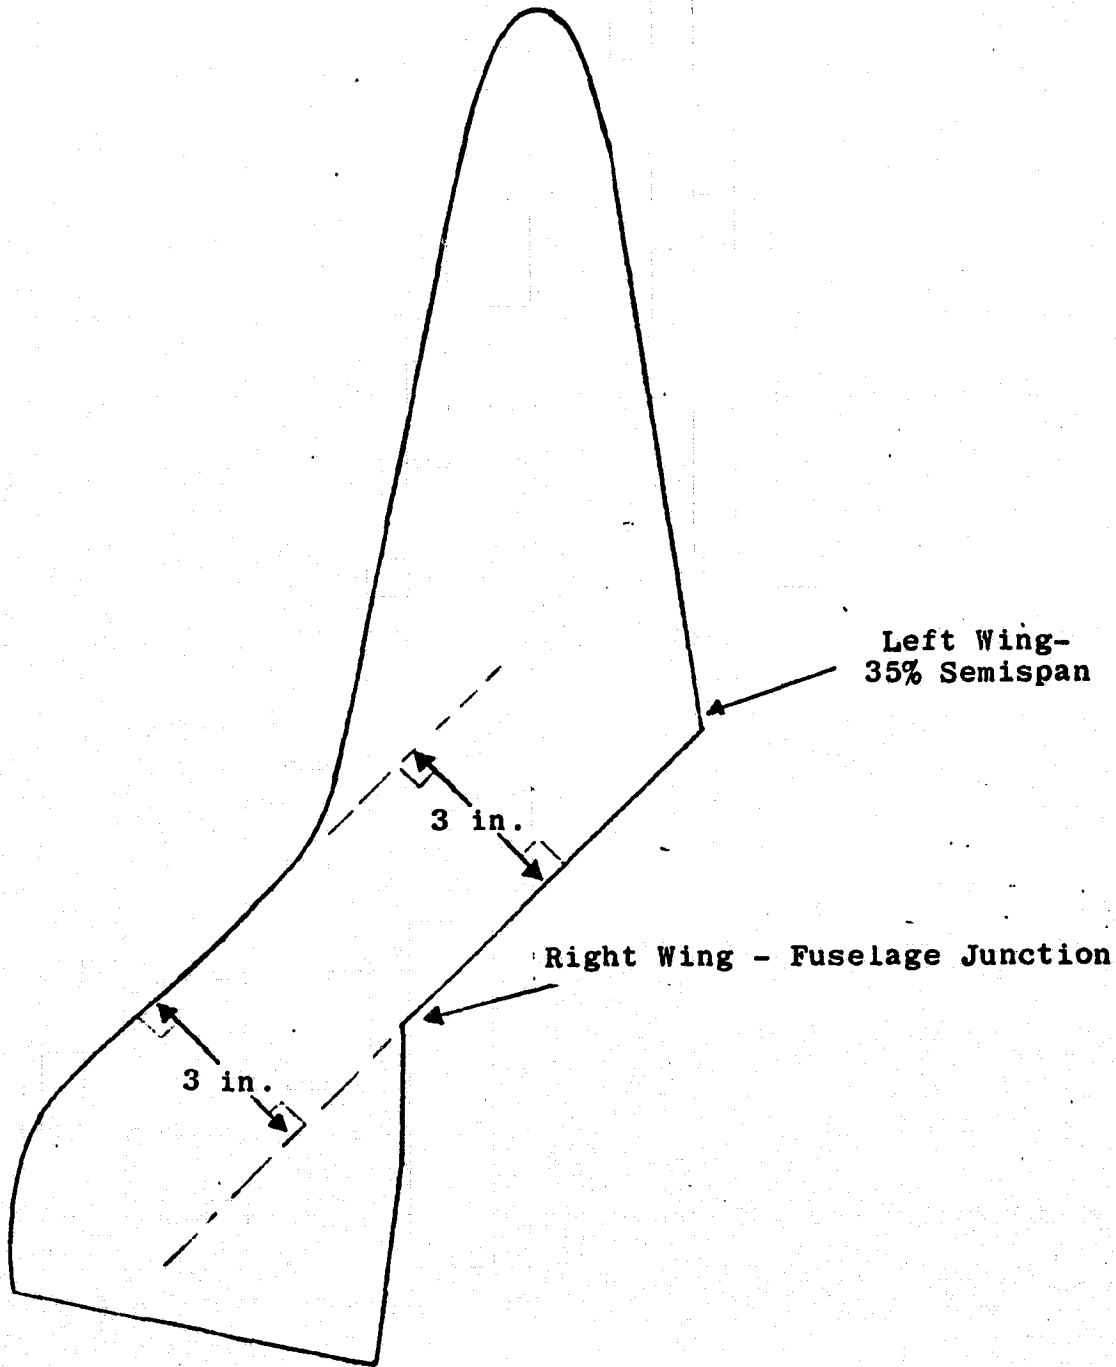 Left Wing-
35% Semispan
3 in.
Right Wing - Fuselage Junction
3 in.